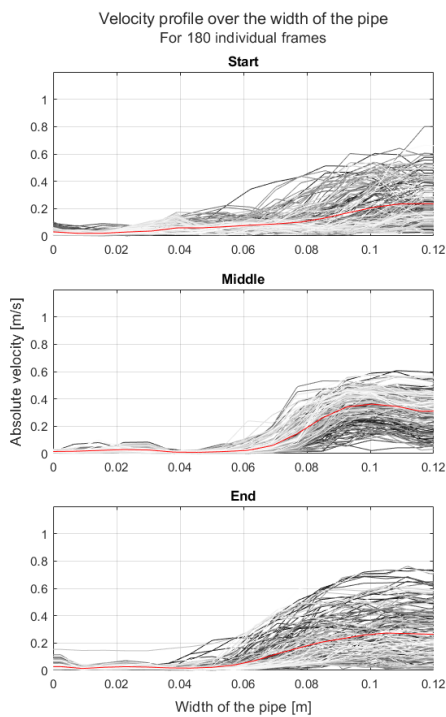 Velocity profile over the width of the pipe
For 180 individual frames
Start
1
0.8
0.6
0.4
0.2
0
0 0.02 0.04 0.06 0.08 0.1 0.12
Middle
1
0.8
0.6
0.4
0.2
0
0 0.02 0.04 0.06 0.08 0.1 0.12
Absolute velocity [m/s]
End
1
0.8
0.6
0.4
0.2
0
0 0.02 0.04 0.06 0.08 0.1 0.12
Width of the pipe [m]